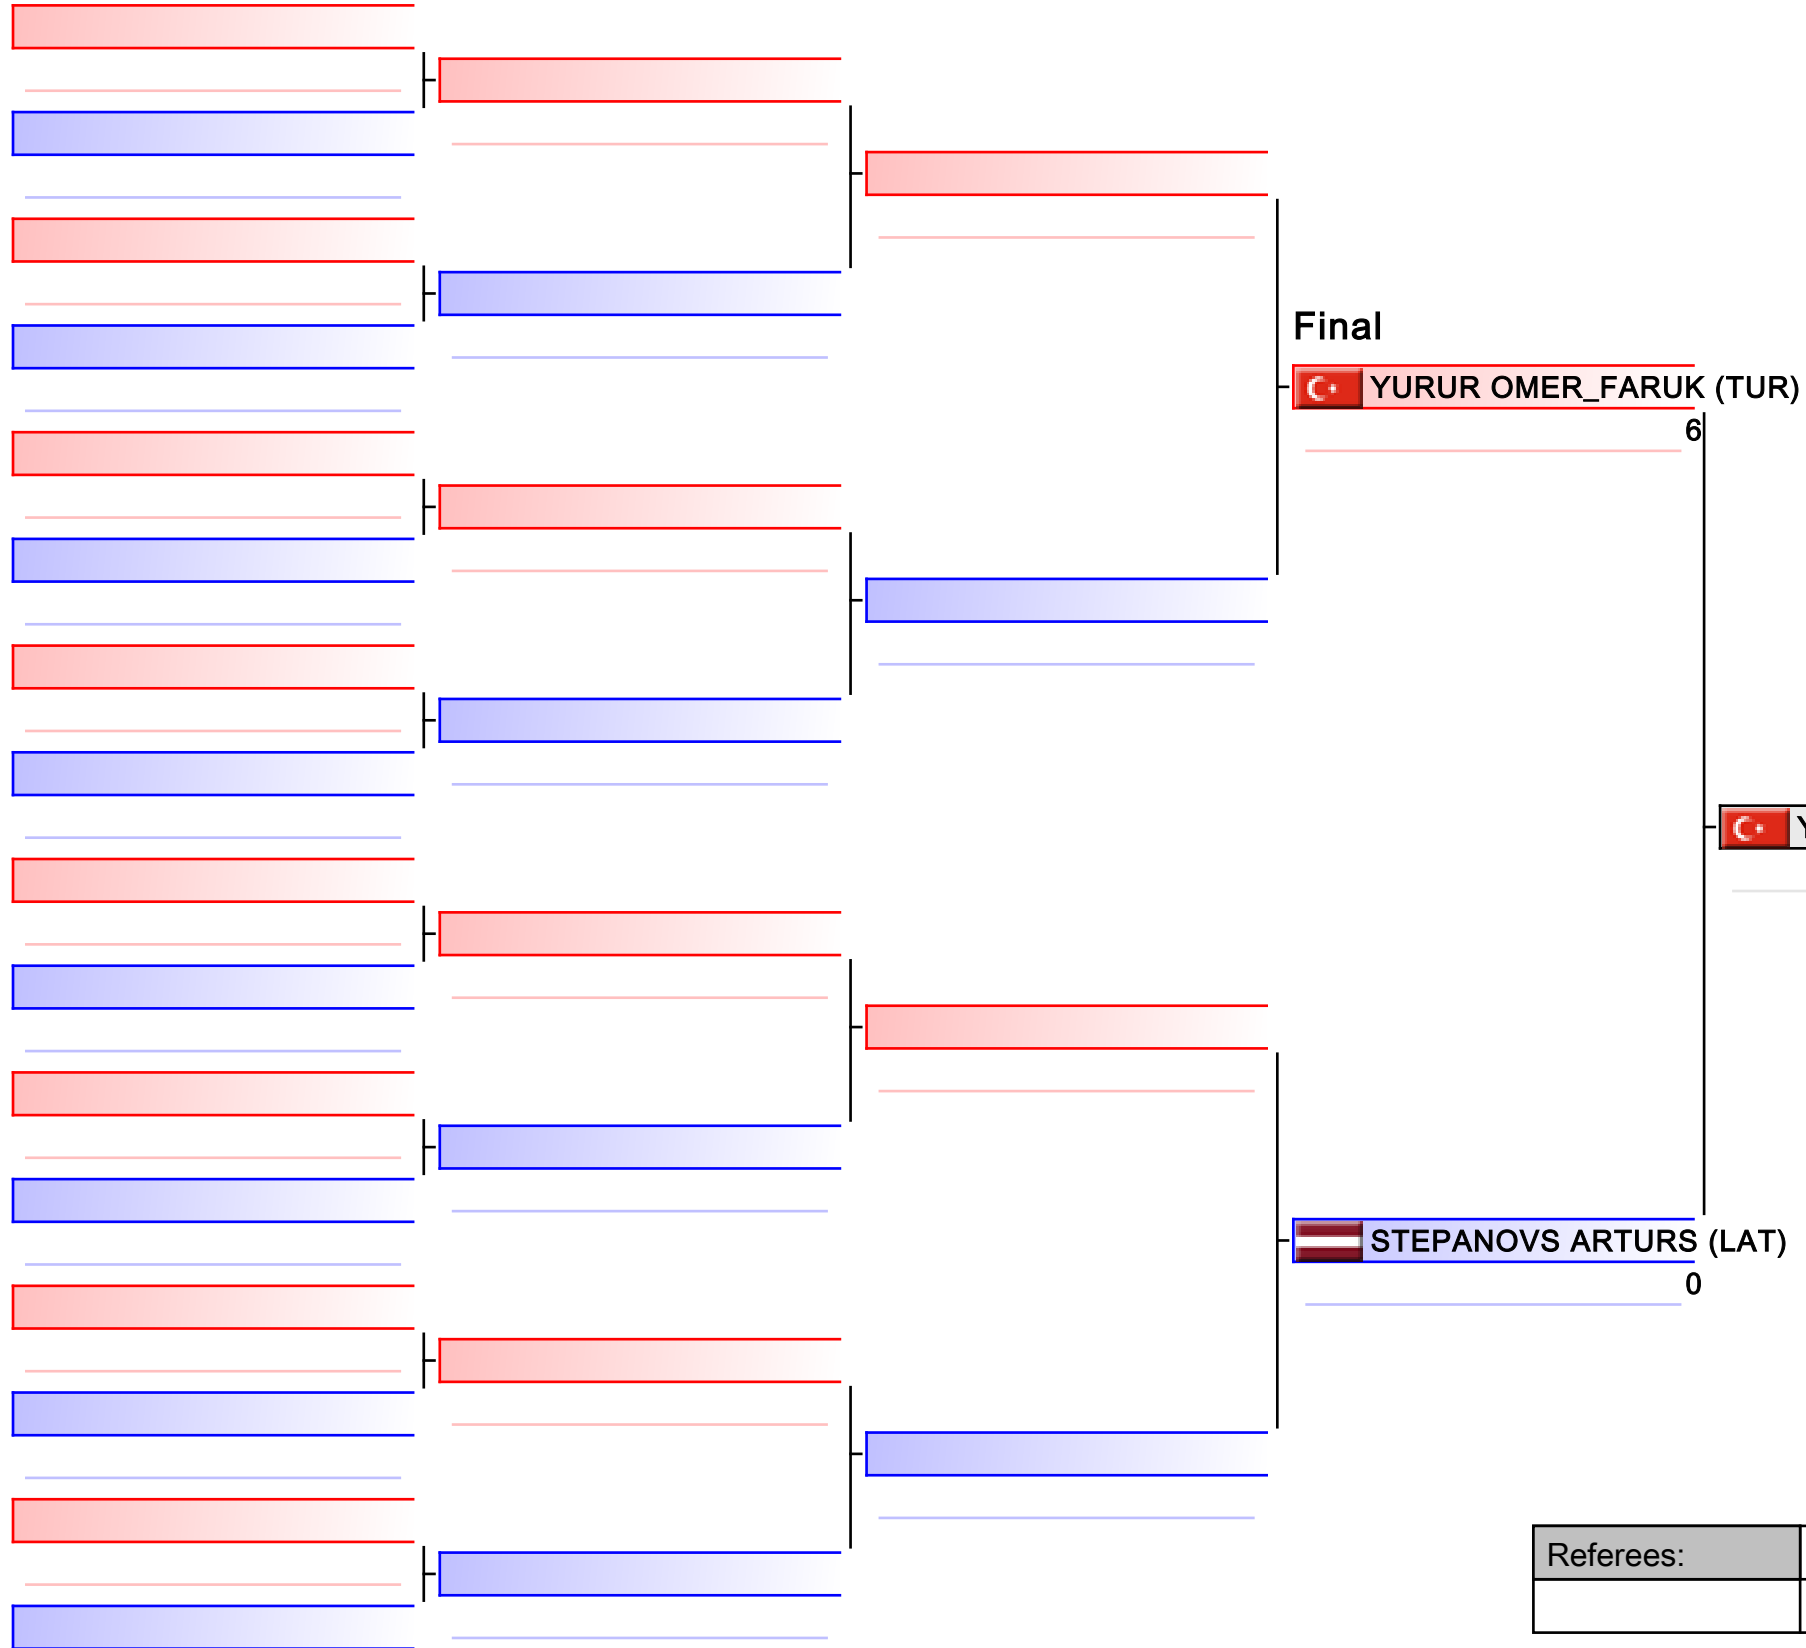 Final
YURUR OMER_FARUK (TUR)
6
STEPANOVS ARTURS (LAT)
0
Referees: